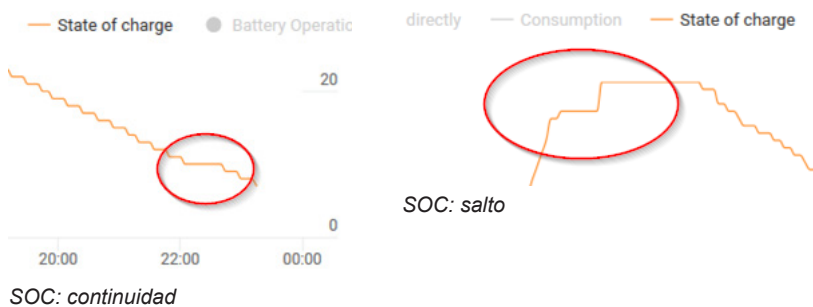 State of charge Battery Operatic
20
0
20:00 22:00 00:00
SOC: continuidad
directly Consumption State of charge
SOC: salto